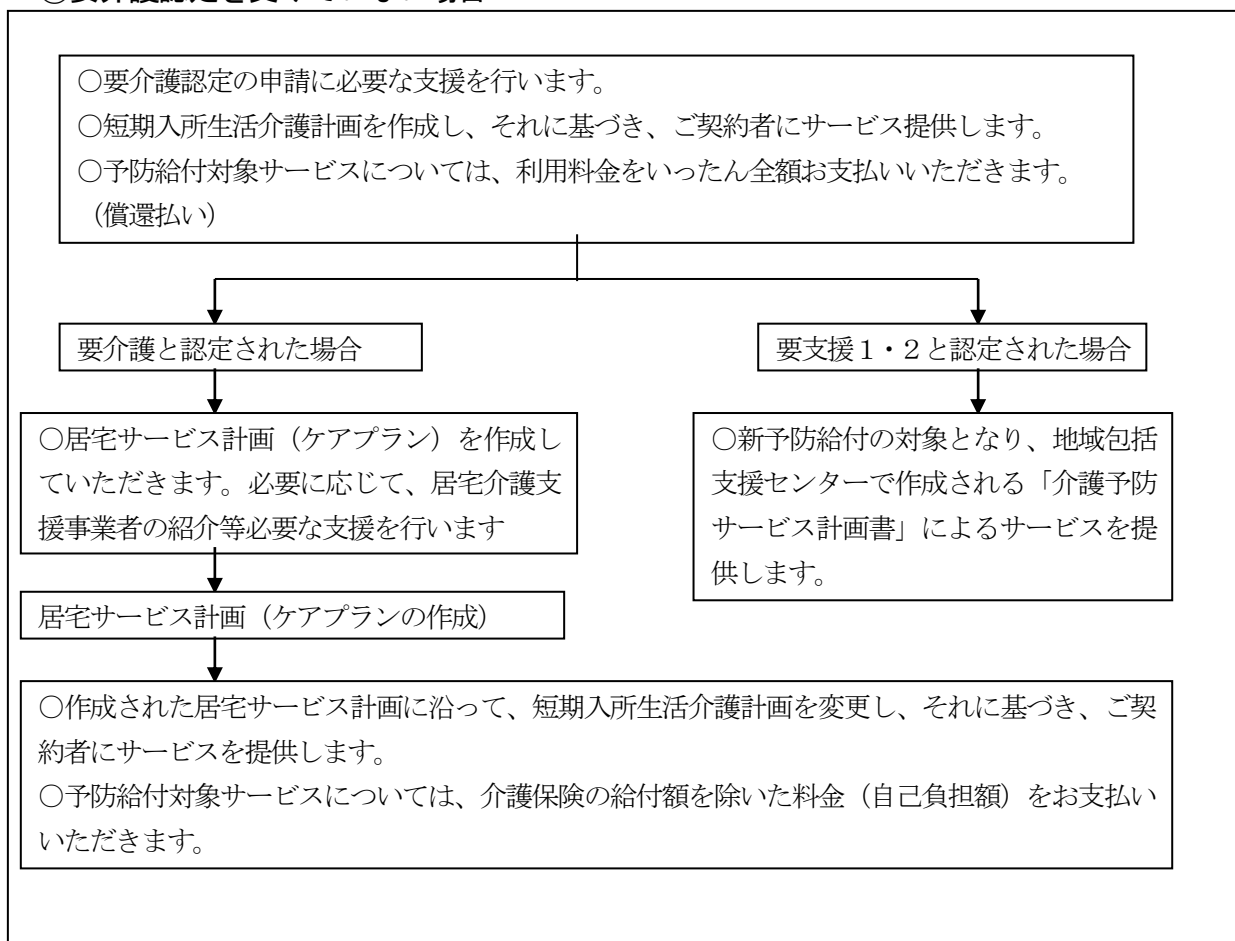 ○要介護認定の申請に必要な支援を行います。
○短期入所生活介護計画を作成し、それに基づき、ご契約者にサービス提供します。
○予防給付対象サービスについては、利用料金をいったん全額お支払いいただきます。
（償還払い）
要介護と認定された場合
要支援１・２と認定された場合
○居宅サービス計画（ケアプラン）を作成し
ていただきます。必要に応じて、居宅介護支
援事業者の紹介等必要な支援を行います
○新予防給付の対象となり、地域包括
支援センターで作成される「介護予防
サービス計画書」によるサービスを提
供します。
居宅サービス計画（ケアプランの作成）
○作成された居宅サービス計画に沿って、短期入所生活介護計画を変更し、それに基づき、ご契
約者にサービスを提供します。
○予防給付対象サービスについては、介護保険の給付額を除いた料金（自己負担額）をお支払い
いただきます。